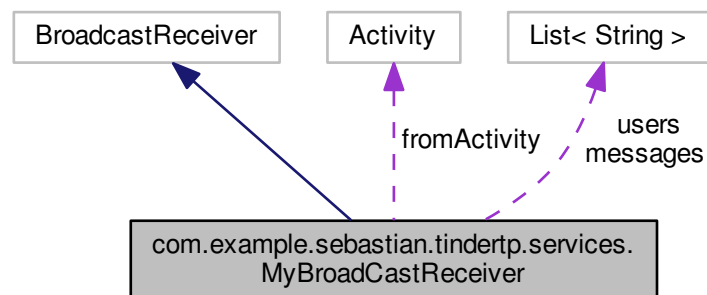 BroadcastReceiver
Activity
List< String >
fromActivity
users
messages
com.example.sebastian.tindertp.services.
MyBroadCastReceiver